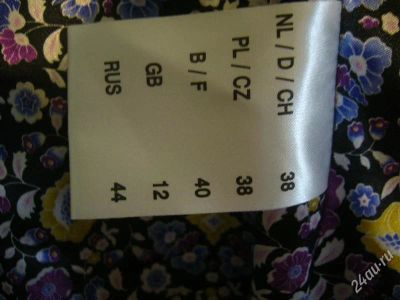 NL / D / CH 38
PL / CZ 38
B / F 40
GB 12
RUS 44
24au.ru